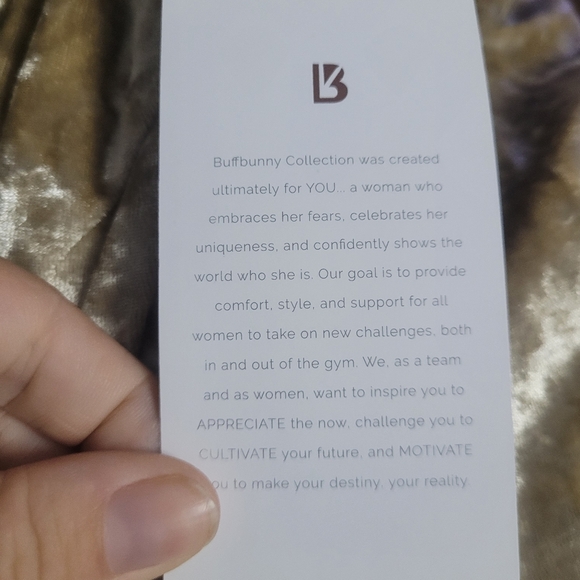 B
Buffbunny Collection was created
ultimately for YOU... a woman who
embraces her fears, celebrates her
uniqueness, and confidently shows the
world who she is. Our goal is to provide
comfort, style, and support for all
women to take on new challenges, both
in and out of the gym. We, as a team
and as women, want to inspire you to
APPRECIATE the now, challenge you to
CULTIVATE your future, and MOTIVATE
you to make your destiny, your reality.